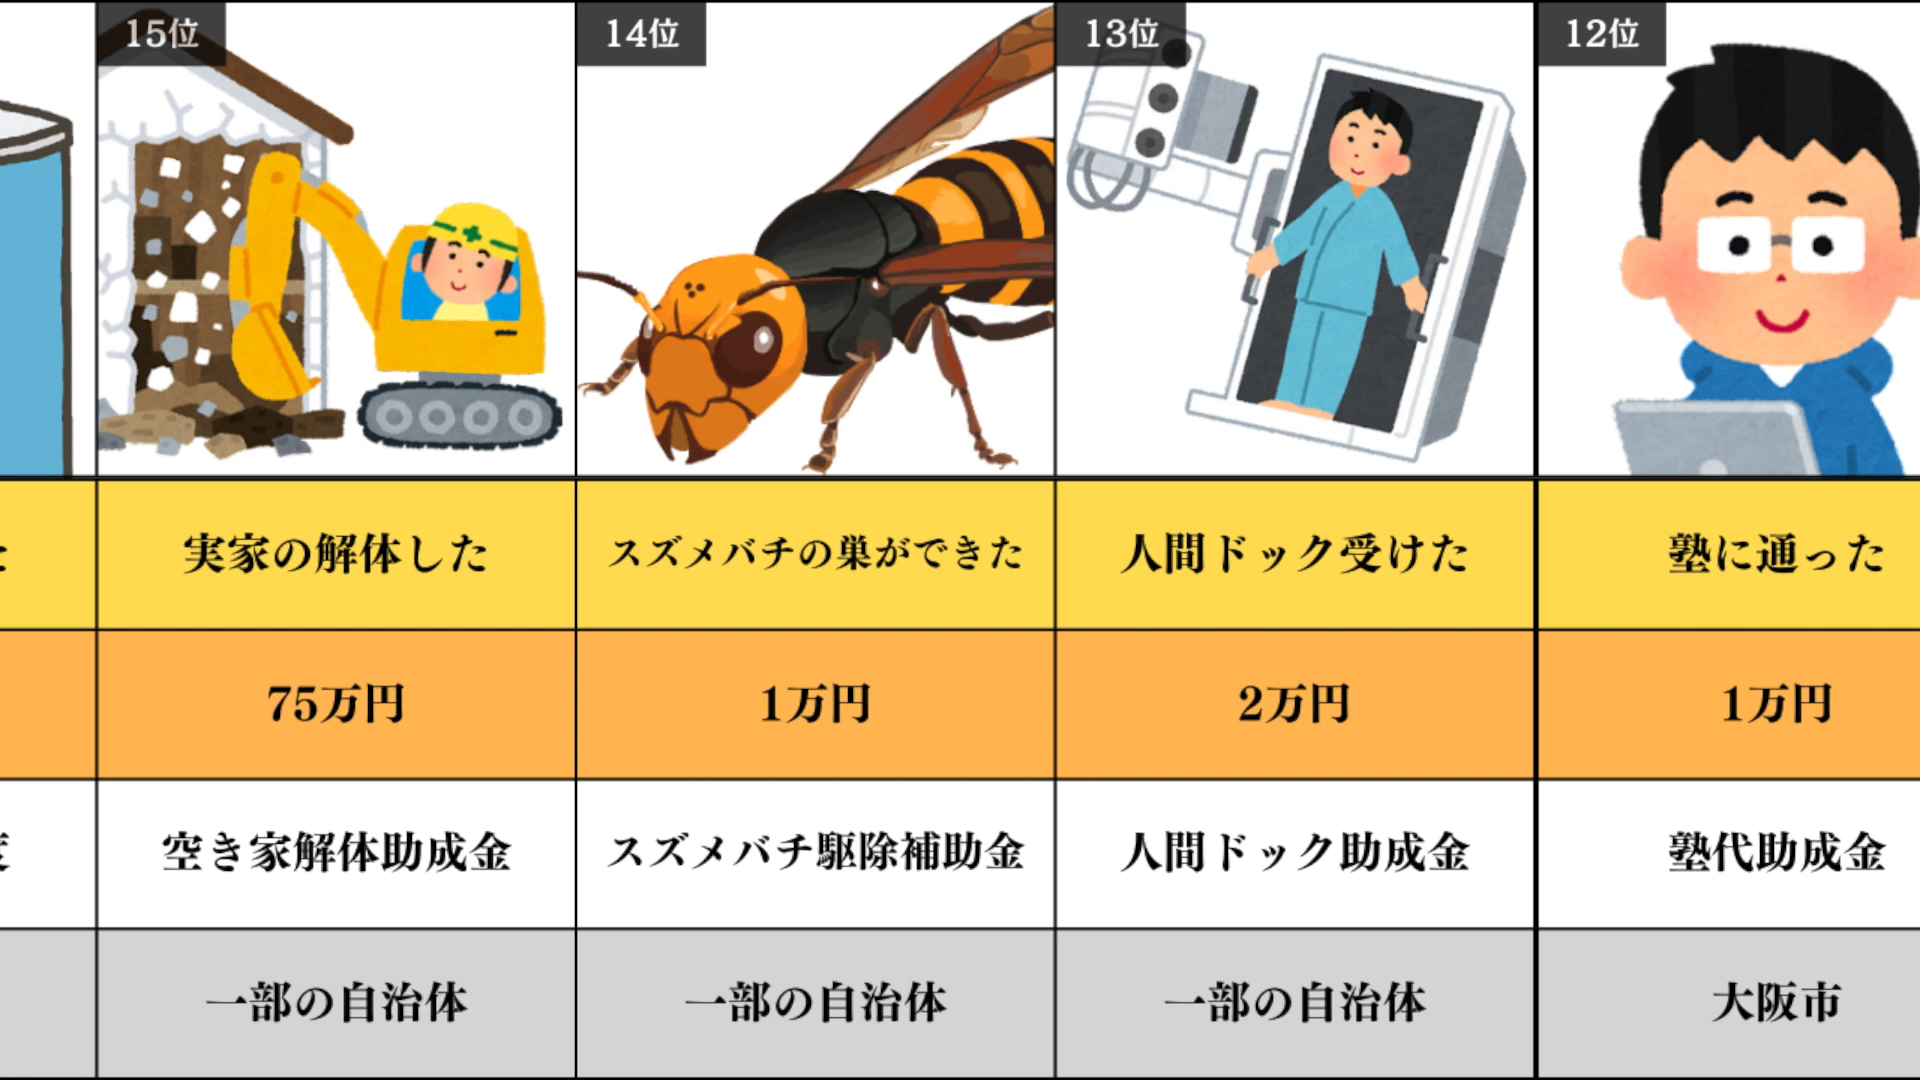 15位
14位
13位
12位
実家の解体した
スズメバチの巣ができた
人間ドック受けた
塾に通った
75万円
1万円
2万円
1万円
空き家解体助成金
スズメバチ駆除補助金
人間ドック助成金
塾代助成金
一部の自治体
一部の自治体
一部の自治体
大阪市